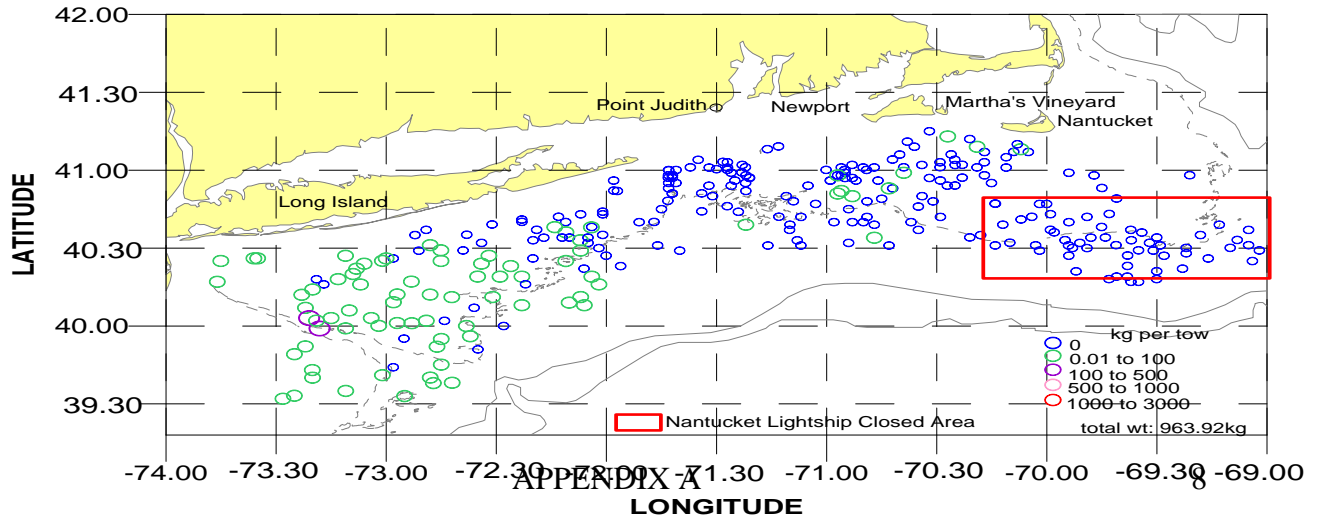 42.00
41.30
41.00
40.30
40.00
39.30
LATITUDE
Point Judith
Newport
Martha's Vineyard
Nantucket
Long Island
kg per tow
0
0.01 to 100
100 to 500
500 to 1000
1000 to 3000
total wt: 963.92kg
Nantucket Lightship Closed Area
-74.00 -73.30 -73.00 -72.30 -72.00 -71.30 -71.00 -70.30 -70.00 -69.30 -69.00
APPENDIX A 8
LONGITUDE